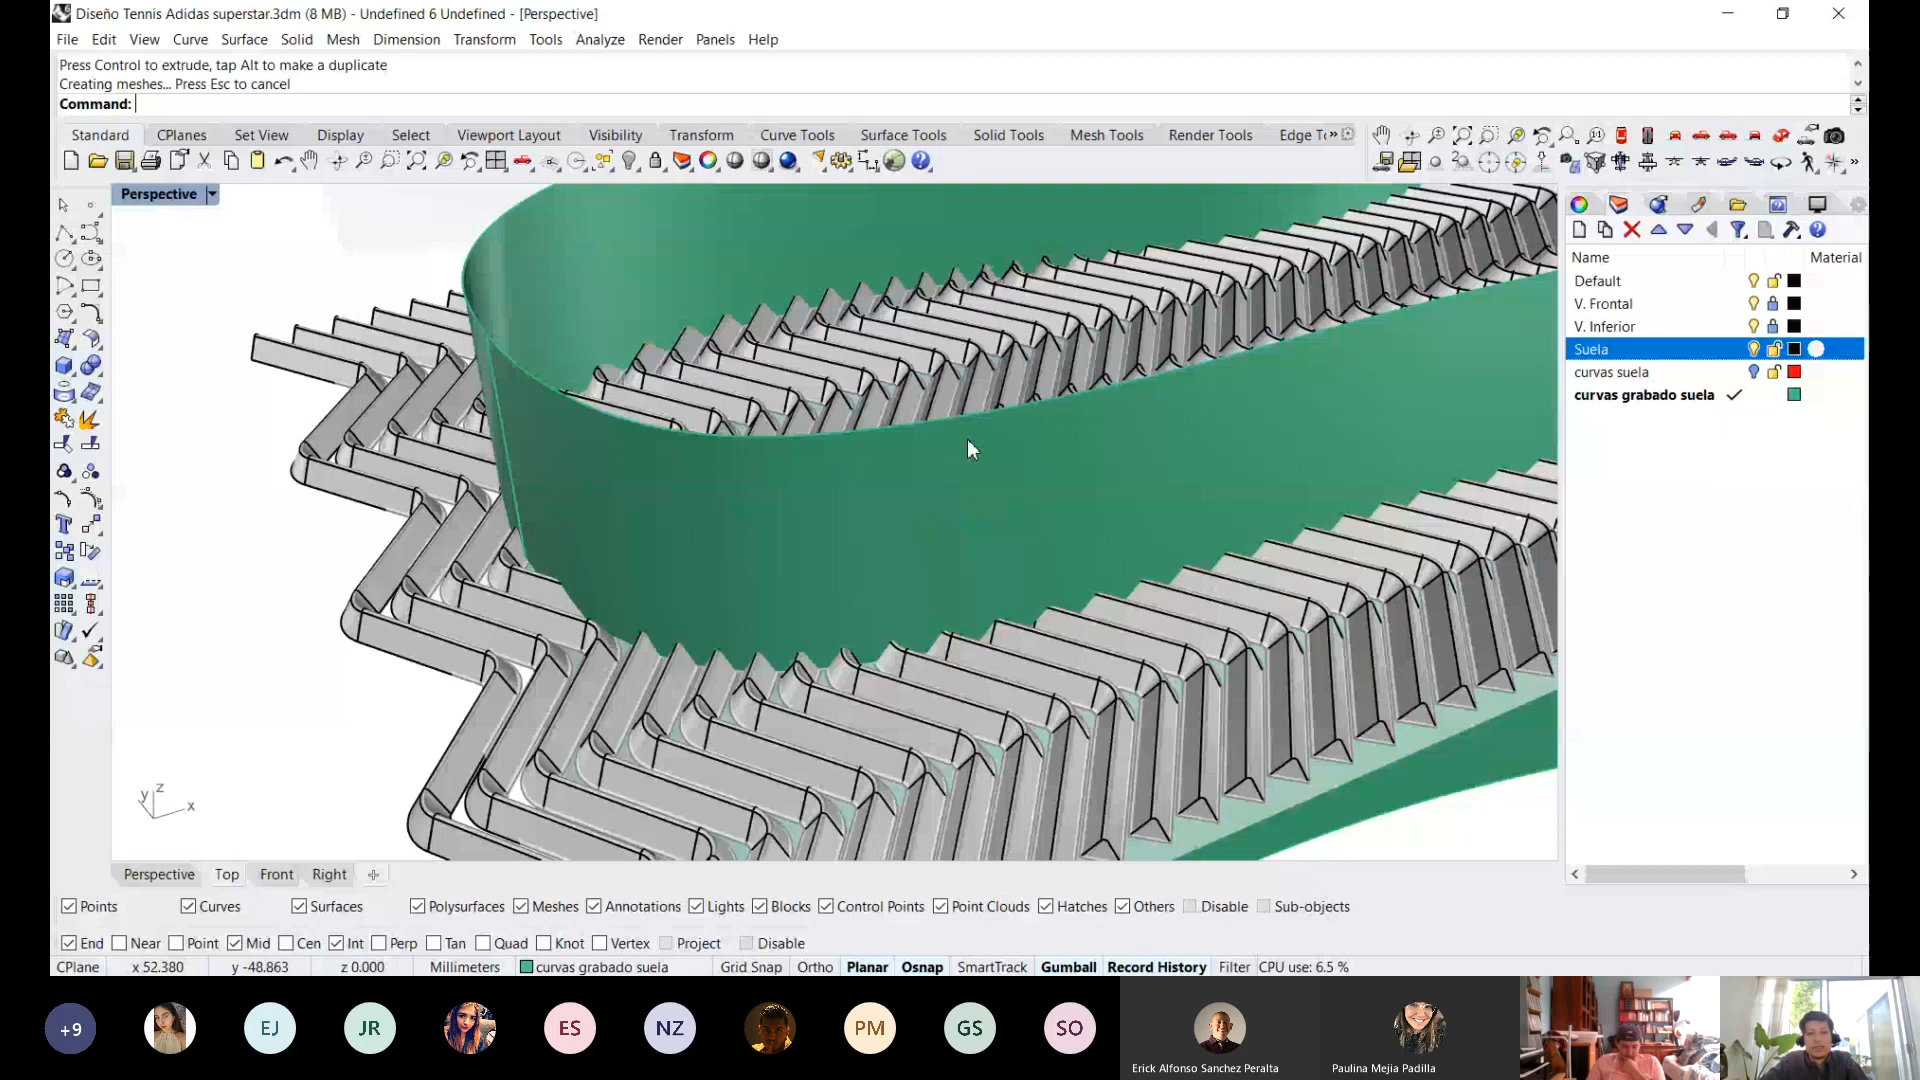 Diseño Tennis Adidas superstar.3dm (8 MB) - Undefined 6 Undefined - [Perspective]
File Edit View Curve Surface Solid Mesh Dimension Transform Tools Analyze Render Panels Help
Press Control to extrude, tap Alt to make a duplicate
Creating meshes... Press Esc to cancel
Command:
Standard CPlanes Set View Display Select Viewport Layout Visibility Transform Curve Tools Surface Tools Solid Tools Mesh Tools Render Tools Edge To
Perspective
Name Material
Default
V. Frontal
V. Inferior
Suela
curvas suela
curvas grabado suela
z
y
x
Perspective Top Front Right
Points Curves Surfaces Polysurfaces Meshes Annotations Lights Blocks Control Points Point Clouds Hatches Others Disable Sub-objects
End Near Point Mid Cen Int Perp Tan Quad Knot Vertex Project Disable
CPlane x 52.380 y -48.863 z 0.000 Millimeters curvas grabado suela Grid Snap Ortho Planar Osnap SmartTrack Gumball Record History Filter CPU use: 6.5 %
+9 EJ JR ES NZ PM GS SO
Erick Alfonso Sanchez Peralta Paulina Mejia Padilla